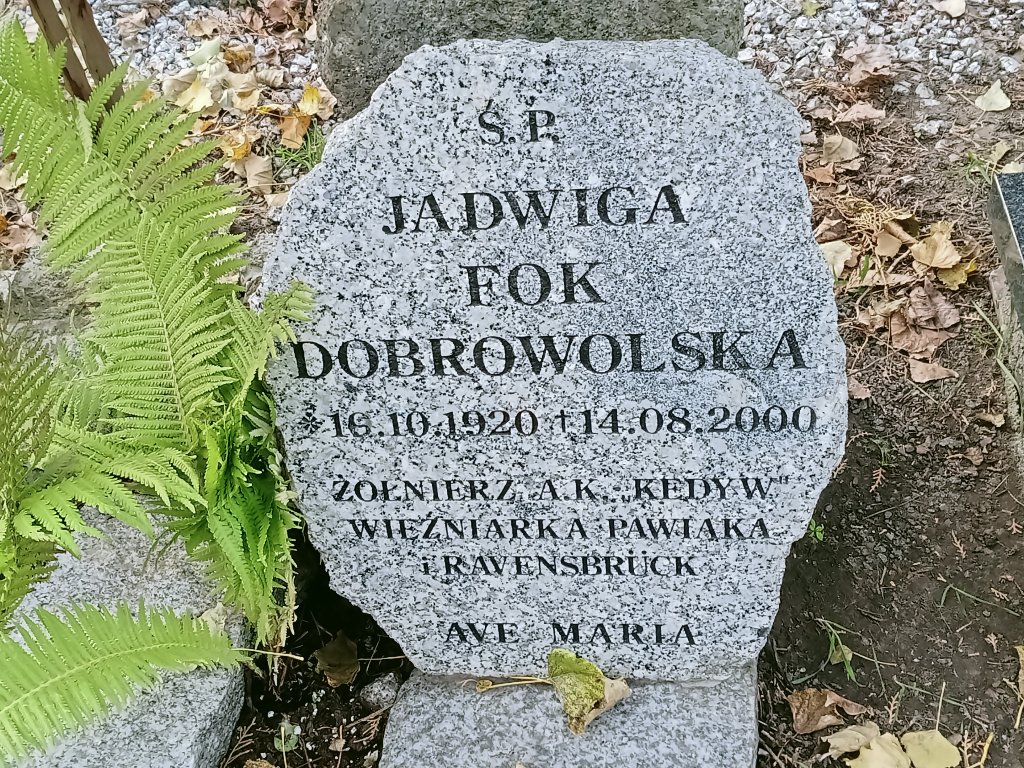 Ś.P.
JADWIGA
FOK
DOBROWOLSKA
* 16.10.1920 † 14.08.2000
ŻOŁNIERZ A.K. „KEDYW"
WIĘŹNIARKA PAWIAKA
i RAVENSBRÜCK
AVE MARIA